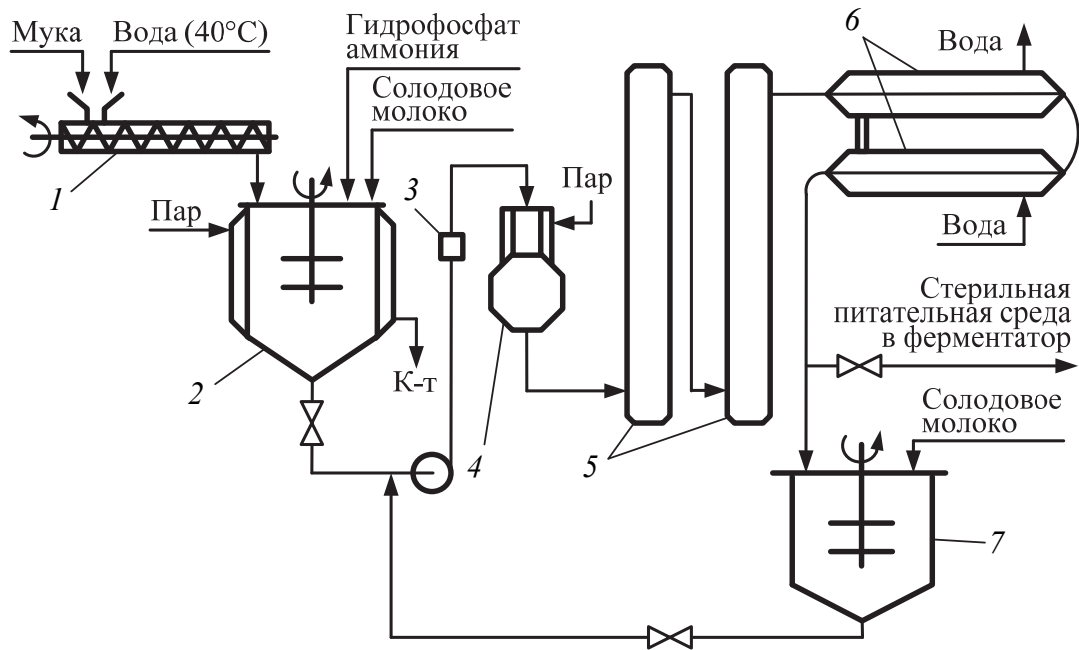 Мука
Вода (40°C)
Гидрофосфат
аммония
Солодовое
молоко
6
Вода
1
3
Пар
Пар
Вода
2
К-т
4
5
Стерильная
питательная среда
в ферментатор
Солодовое
молоко
7